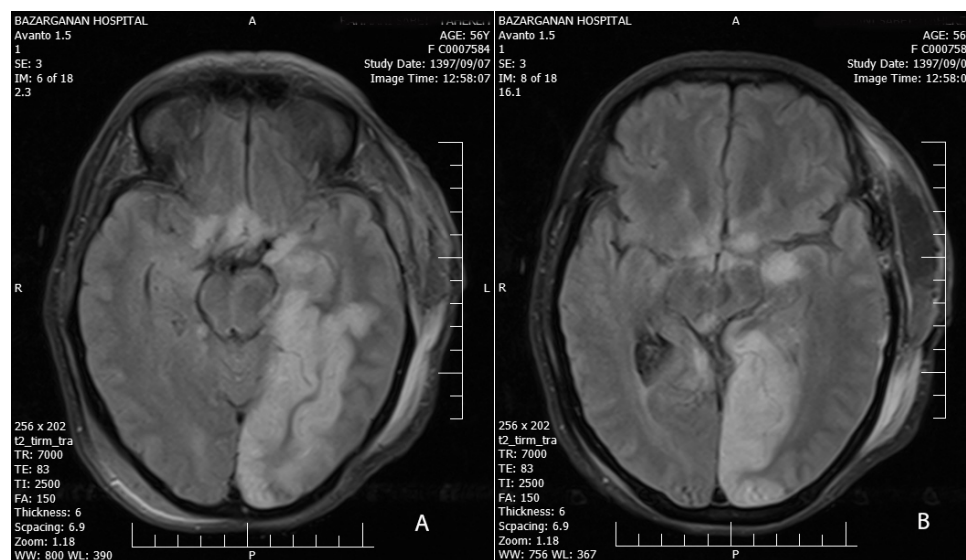 BAZARGANAN HOSPITAL
Avanto 1.5
1
SE: 3
IM: 6 of 18
2.3
A
AGE: 56Y
F C0007584
Study Date: 1397/09/07
Image Time: 12:58:07
R
L
256 x 202
t2_tirm_tra
TR: 7000
TE: 83
TI: 2500
FA: 150
Thickness: 6
Scpacing: 6.9
Zoom: 1.18
WW: 800 WL: 390
P
A
BAZARGANAN HOSPITAL
Avanto 1.5
1
SE: 3
IM: 8 of 18
16.1
A
AGE: 56
F C000758
Study Date: 1397/09/0
Image Time: 12:58:0
R
256 x 202
t2_tirm_tra
TR: 7000
TE: 83
TI: 2500
FA: 150
Thickness: 6
Scpacing: 6.9
Zoom: 1.18
WW: 756 WL: 367
P
B